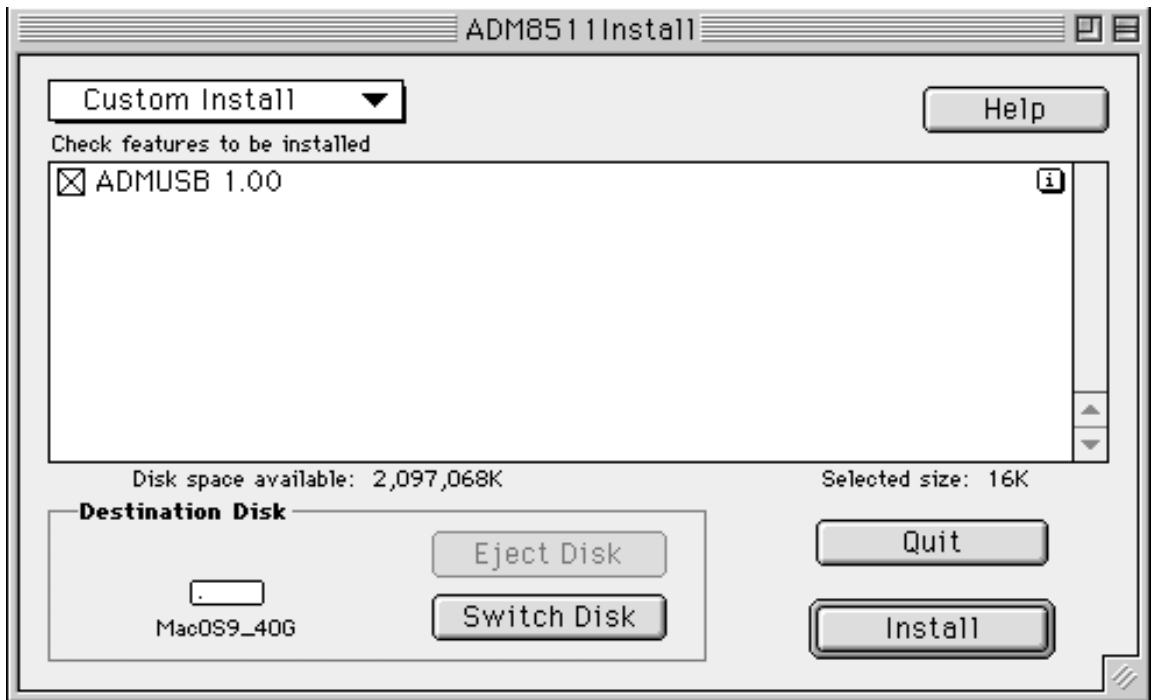 ADM8511Install
Custom Install
Help
Check features to be installed
ADMUSB 1.00
i
Disk space available: 2,097,068K
Selected size: 16K
Destination Disk
Eject Disk
Quit
MacOS9_40G
Switch Disk
Install